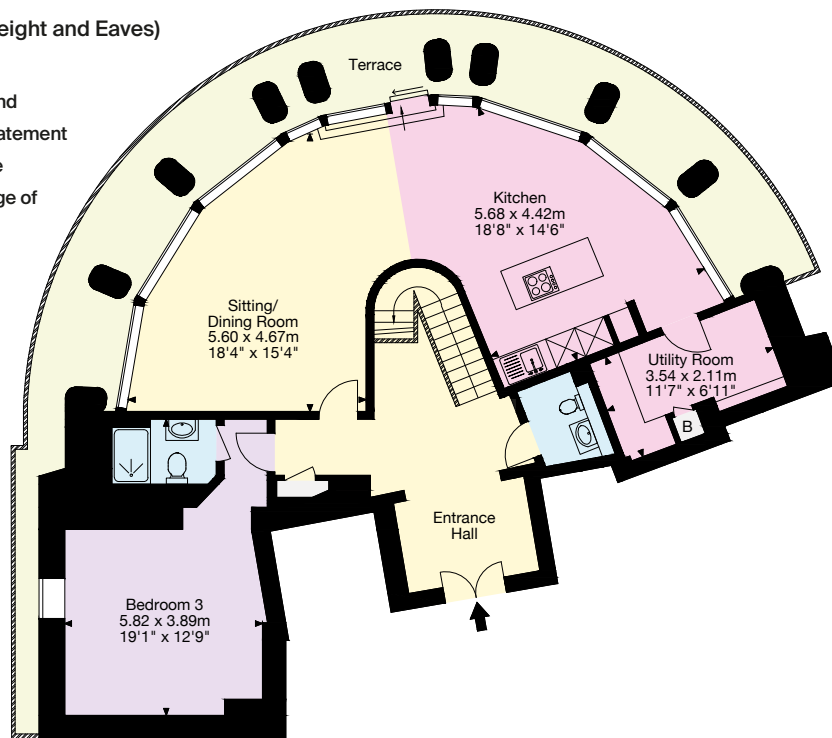 eight and Eaves)
nd
atement
e
ge of
Terrace
Kitchen
5.68 x 4.42m
18'8" x 14'6"
Sitting/
Dining Room
5.60 x 4.67m
18'4" x 15'4"
Utility Room
3.54 x 2.11m
11'7" x 6'11"
B
Entrance
Hall
Bedroom 3
5.82 x 3.89m
19'1" x 12'9"